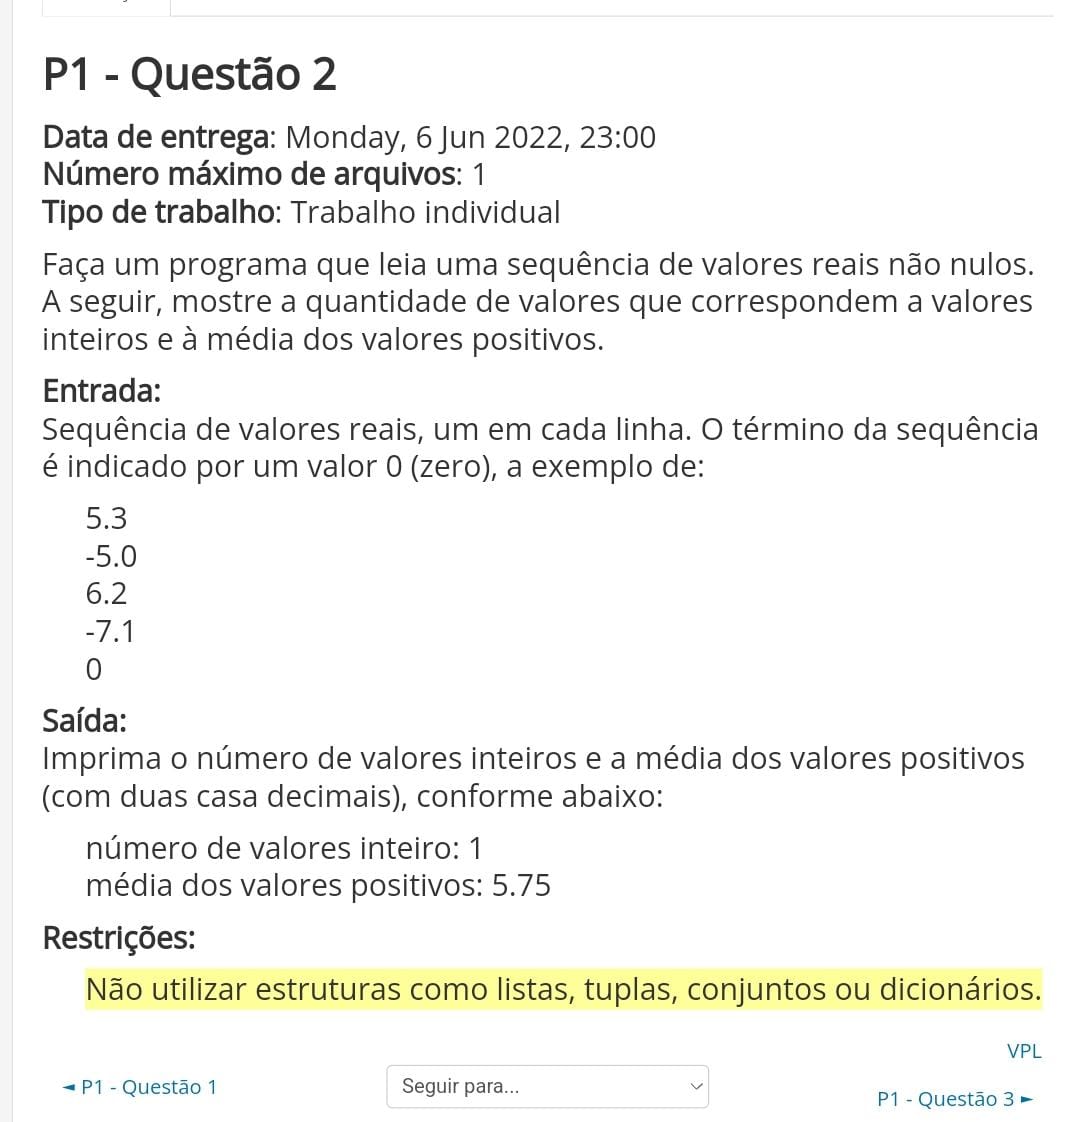 P1 - Questão 2
Data de entrega: Monday, 6 Jun 2022, 23:00
Número máximo de arquivos: 1
Tipo de trabalho: Trabalho individual
Faça um programa que leia uma sequência de valores reais não nulos.
A seguir, mostre a quantidade de valores que correspondem a valores
inteiros e à média dos valores positivos.
Entrada:
Sequência de valores reais, um em cada linha. O término da sequência
é indicado por um valor 0 (zero), a exemplo de:
5.3
-5.0
6.2
-7.1
0
Saída:
Imprima o número de valores inteiros e a média dos valores positivos
(com duas casa decimais), conforme abaixo:
número de valores inteiro: 1
média dos valores positivos: 5.75
Restrições:
Não utilizar estruturas como listas, tuplas, conjuntos ou dicionários.
VPL
◄ P1 - Questão 1
Seguir para...
P1 - Questão 3 ►